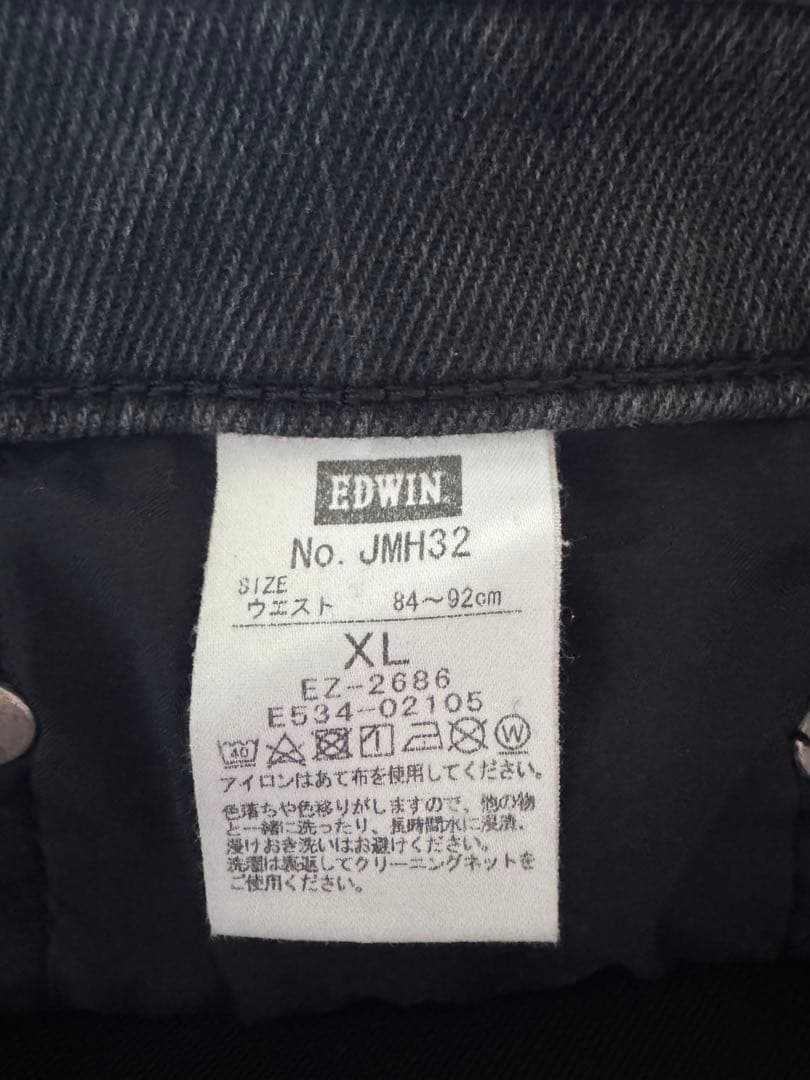 EDWIN
No. JMH32
SIZE
ウエスト 84～92cm
XL
EZ-2686
E534-02105
40 W
アイロンはあて布を使用してください。
色落ちや色移りがしますので、他の物
と一緒に洗ったり、長時間水に浸漬、
漬けおき洗いはお避けください。
洗濯は裏返してクリーニングネットを
ご使用ください。